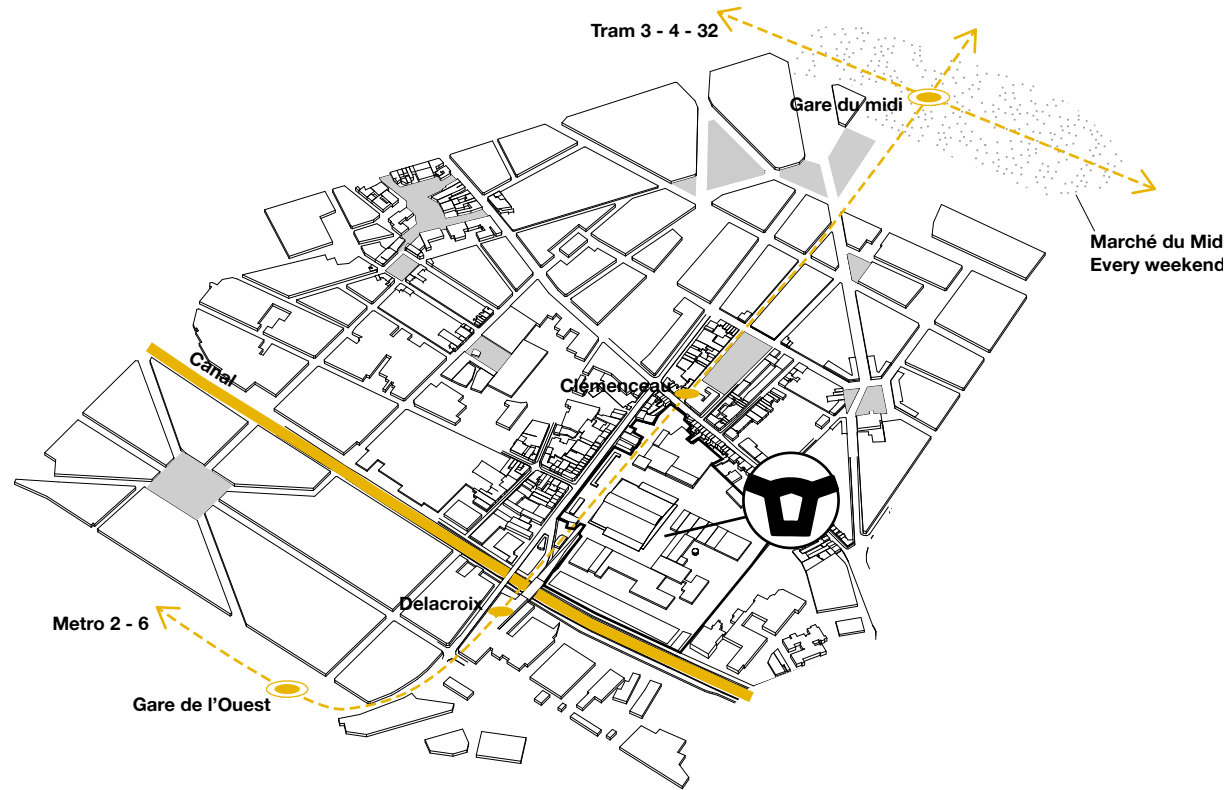 Tram 3 - 4 - 32
Gare du midi
Marché du Mid
Every weekend
Canal
Clémenceau
Delacroix
Metro 2 - 6
Gare de l’Ouest